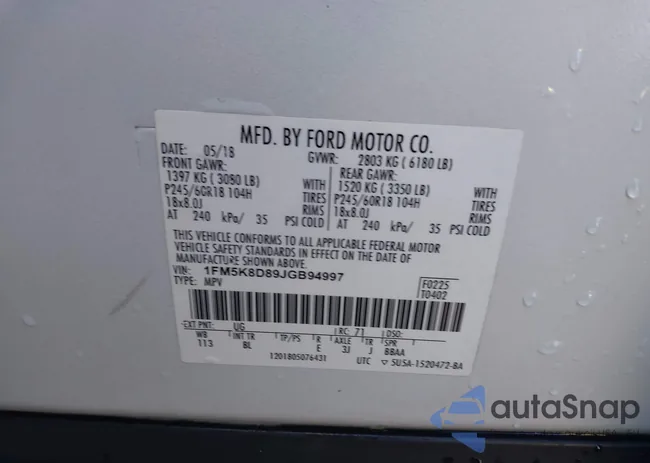 MFD. BY FORD MOTOR CO.
DATE: 05/18 GVWR: 2803 KG ( 6180 LB)
FRONT GAWR: REAR GAWR:
1397 KG ( 3080 LB) WITH 1520 KG ( 3350 LB) WITH
P245/60R18 104H TIRES P245/60R18 104H TIRES
18x8.0J RIMS 18x8.0J RIMS
AT 240 kPa/ 35 PSI COLD AT 240 kPa/ 35 PSI COLD
THIS VEHICLE CONFORMS TO ALL APPLICABLE FEDERAL MOTOR
VEHICLE SAFETY STANDARDS IN EFFECT ON THE DATE OF
MANUFACTURE SHOWN ABOVE.
VIN: 1FM5K8D89JGB94997 F0225
TYPE: MPV T0402
EXT PNT: UG RC: 71 DSO:
WB INT TR TP/PS R AXLE TR SPR
113 BL E 3J J BBAA
1201805076431 UTC ▽ SU5A-1520472-BA
autoSnap